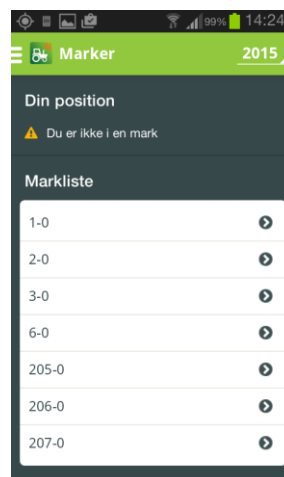 99% 14:24
Marker 2015
Din position
Du er ikke i en mark
Markliste
1-0
2-0
3-0
6-0
205-0
206-0
207-0